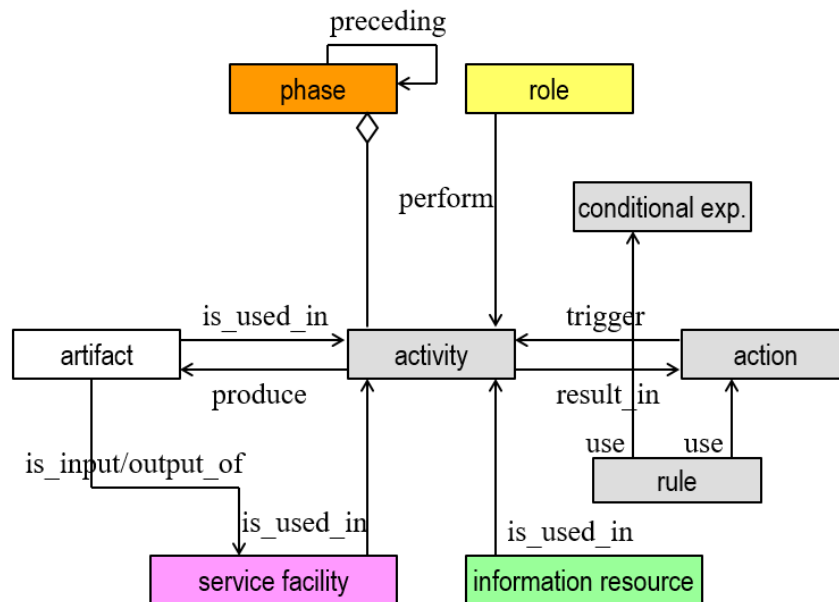 preceding
phase
role
perform
conditional exp.
is_used_in
trigger
artifact
activity
action
produce
result_in
is_input/output_of
use
use
rule
is_used_in
is_used_in
service facility
information resource